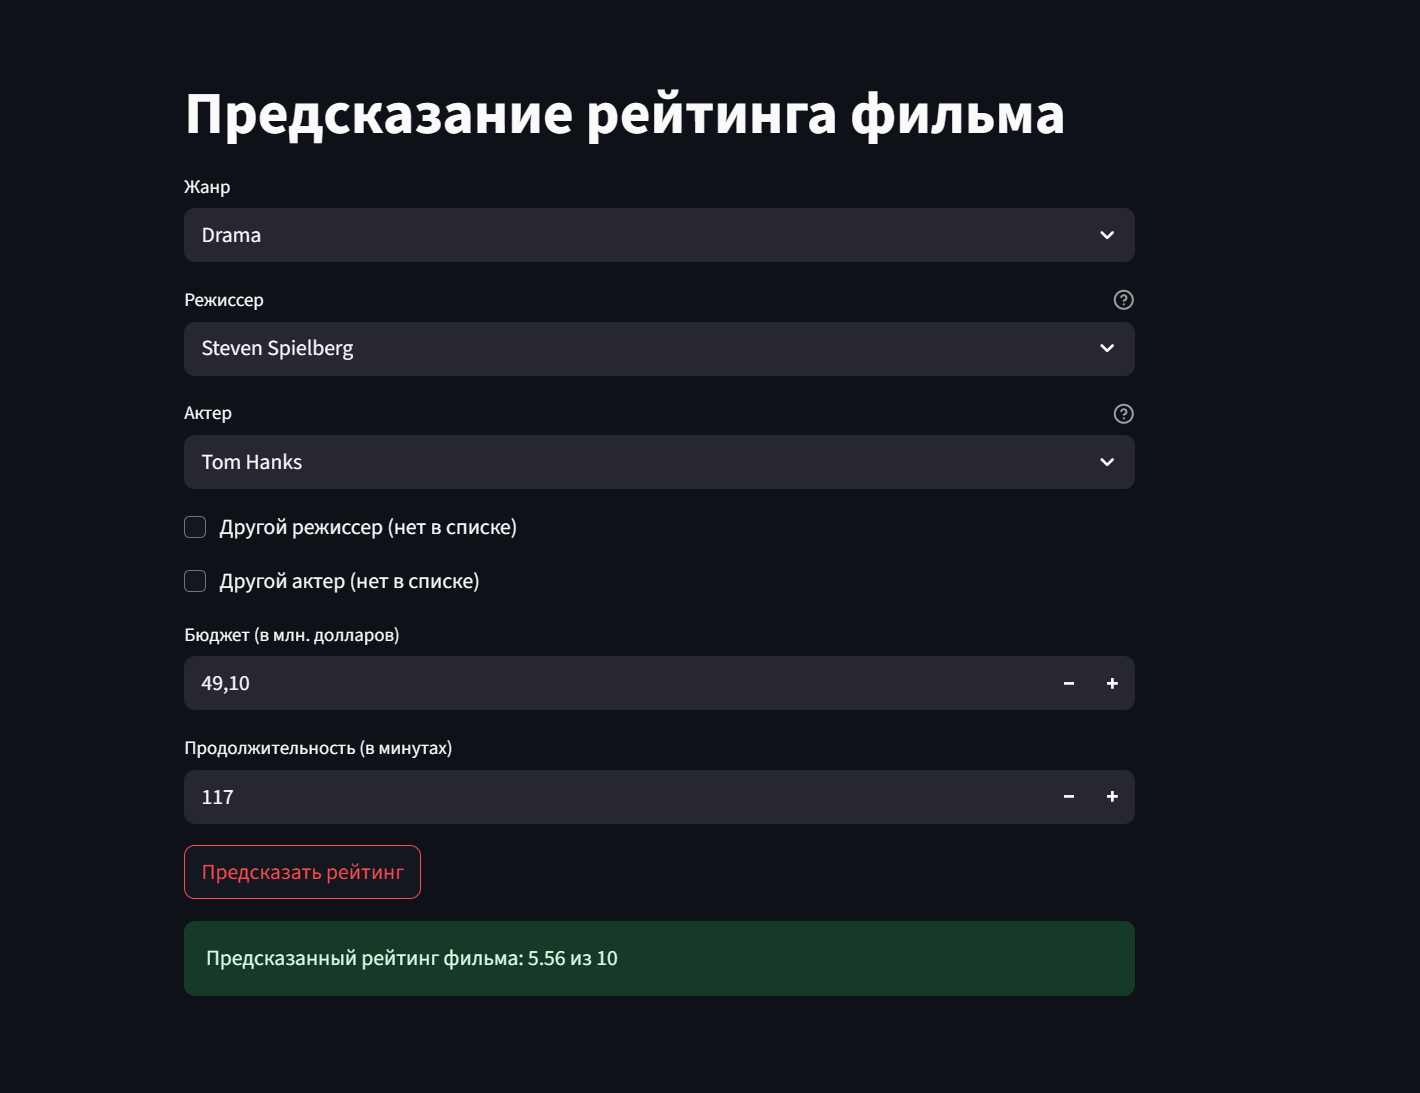 Предсказание рейтинга фильма
Жанр
Drama
Режиссер
Steven Spielberg
Актер
Tom Hanks
Другой режиссер (нет в списке)
Другой актер (нет в списке)
Бюджет (в млн. долларов)
49,10
Продолжительность (в минутах)
117
Предсказать рейтинг
Предсказанный рейтинг фильма: 5.56 из 10